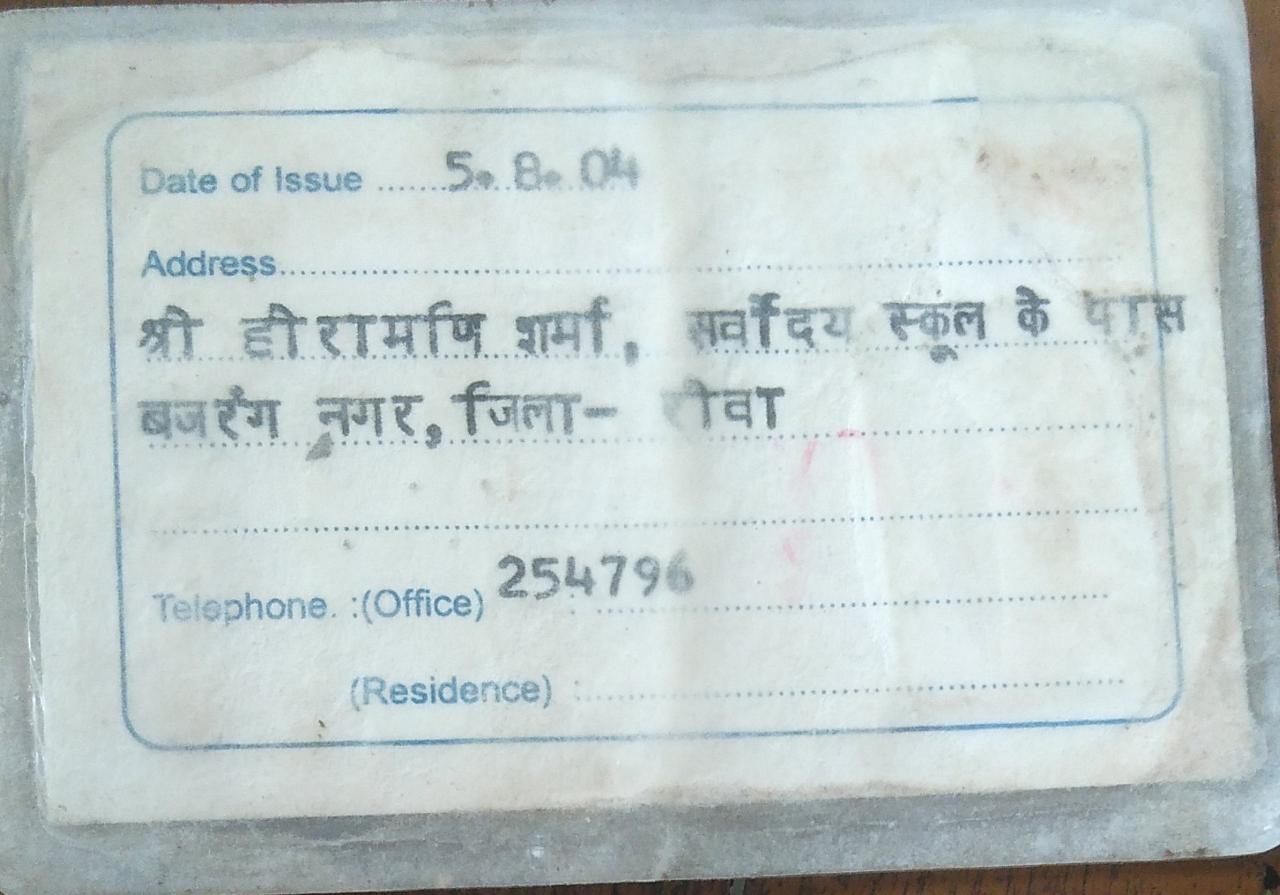 Date of Issue ......5. 8. 04
Address..........
श्री हीरामणि शर्मा, सर्वोदय स्कूल के पास
बजरंग नगर, जिला- रीवा
Telephone. :(Office) 254796
(Residence) :..........